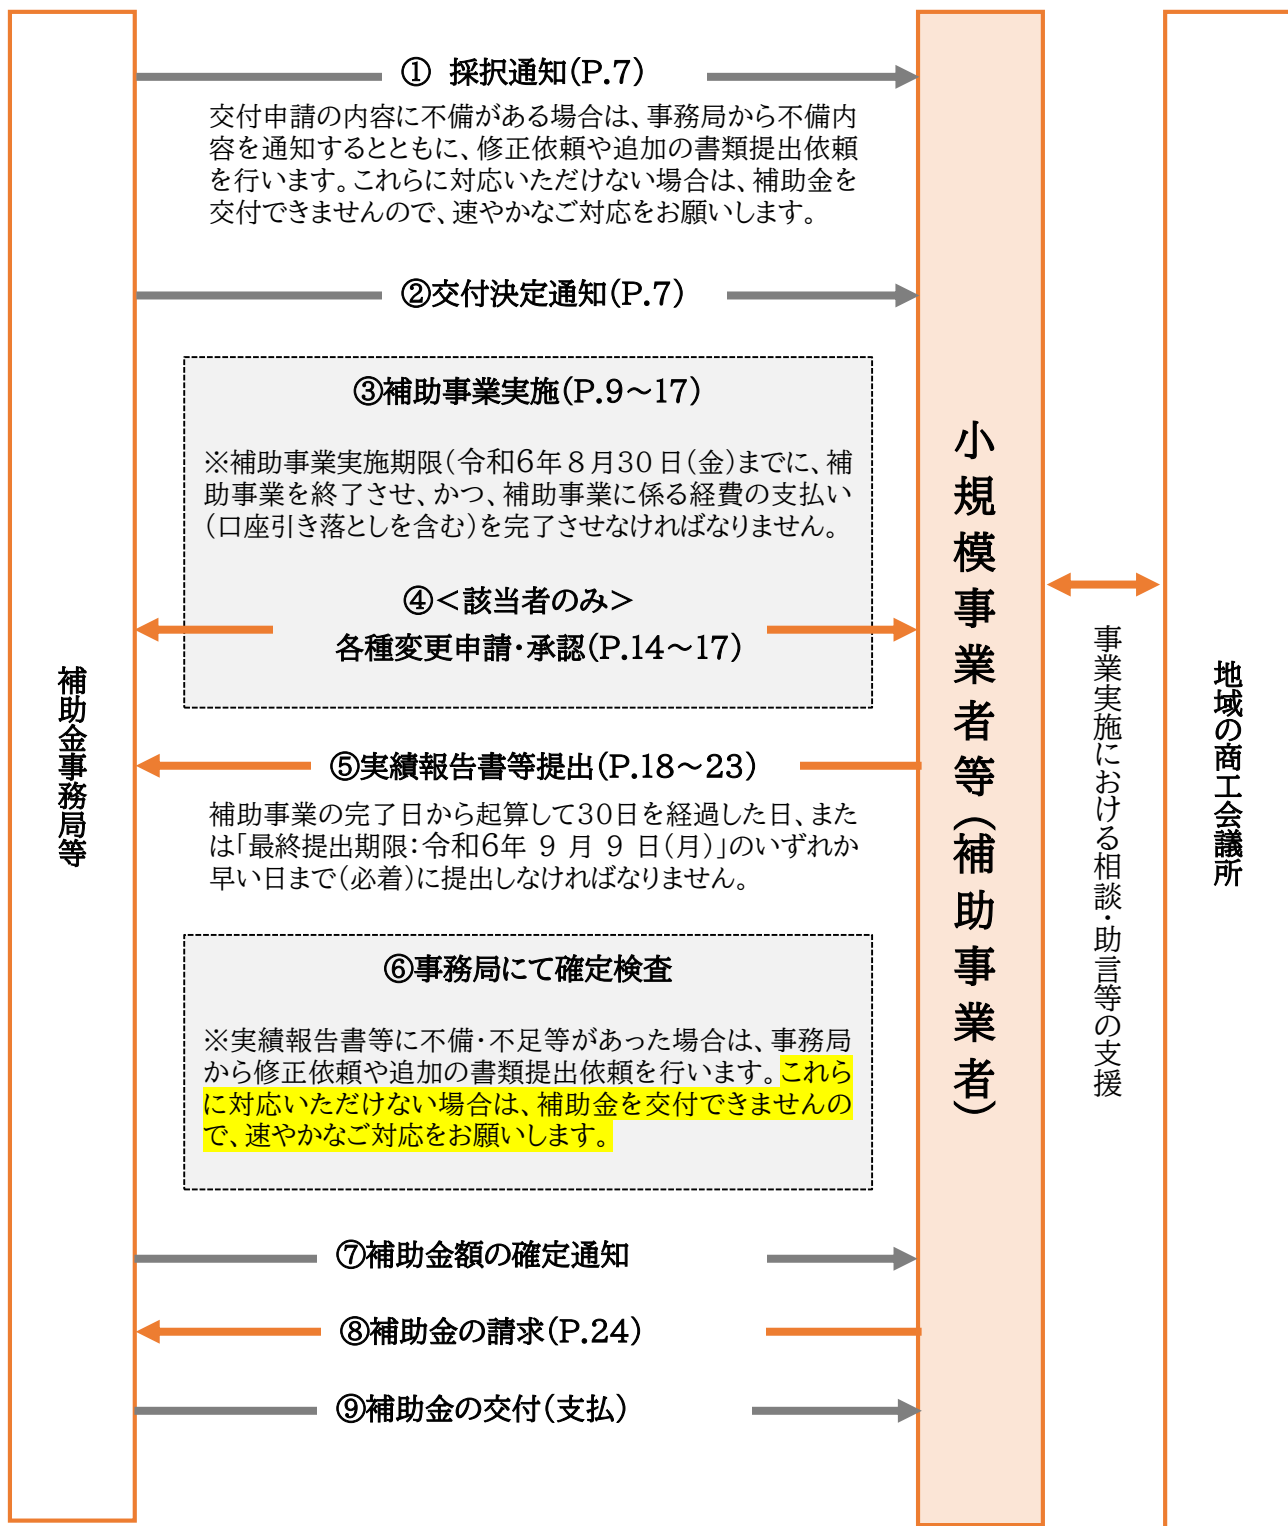 ① 採択通知(P.7)
交付申請の内容に不備がある場合は、事務局から不備内
容を通知するとともに、修正依頼や追加の書類提出依頼
を行います。これらに対応いただけない場合は、補助金を
交付できませんので、速やかなご対応をお願いします。
②交付決定通知(P.7)
③補助事業実施(P.9～17)
※補助事業実施期限(令和6年8月30日(金)までに、補
助事業を終了させ、かつ、補助事業に係る経費の支払い
(口座引き落としを含む)を完了させなければなりません。
④<該当者のみ>
各種変更申請・承認(P.14～17)
⑤実績報告書等提出(P.18～23)
補助事業の完了日から起算して30日を経過した日、また
は「最終提出期限:令和6年 9 月 9 日(月)」のいずれか
早い日まで(必着)に提出しなければなりません。
⑥事務局にて確定検査
※実績報告書等に不備・不足等があった場合は、事務局
から修正依頼や追加の書類提出依頼を行います。これら
に対応いただけない場合は、補助金を交付できませんの
で、速やかなご対応をお願いします。
⑦補助金額の確定通知
⑧補助金の請求(P.24)
⑨補助金の交付(支払)
補助金事務局等
小規模事業者等(補助事業者)
事業実施における相談・助言等の支援
地域の商工会議所